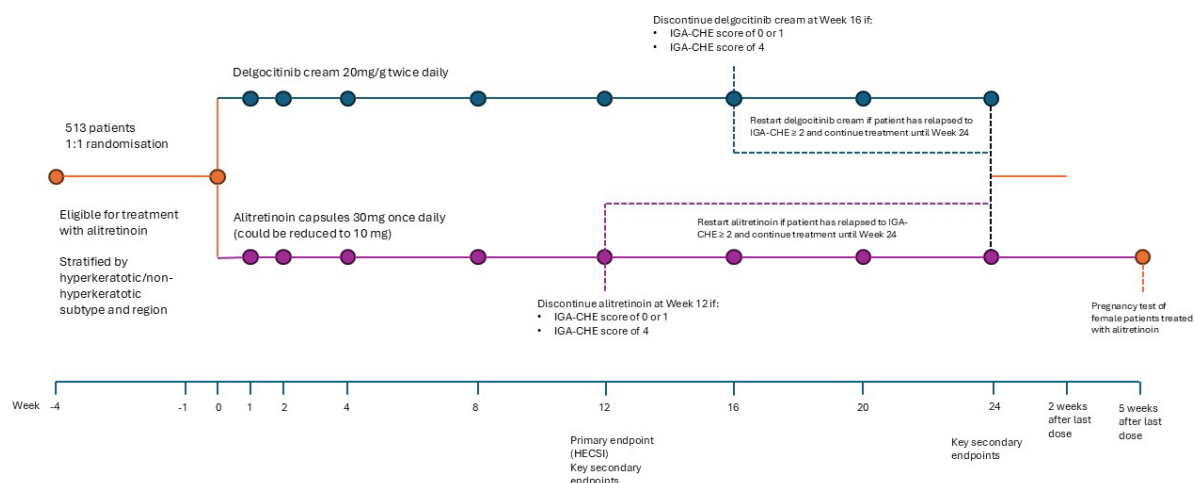 Discontinue delgocitinib cream at Week 16 if:
• IGA-CHE score of 0 or 1
• IGA-CHE score of 4
Delgocitinib cream 20mg/g twice daily
513 patients
1:1 randomisation
Restart delgocitinib cream if patient has relapsed to
IGA-CHE ≥ 2 and continue treatment until Week 24
Eligible for treatment
with alitretinoin
Stratified by
hyperkeratotic/non-
hyperkeratotic
subtype and region
Alitretinoin capsules 30mg once daily
(could be reduced to 10 mg)
Restart alitretinoin if patient has relapsed to IGA-
CHE ≥ 2 and continue treatment until Week 24
Discontinue alitretinoin at Week 12 if:
• IGA-CHE score of 0 or 1
• IGA-CHE score of 4
Pregnancy test of
female patients treated
with alitretinoin
Week -4 -1 0 1 2 4 8 12 16 20 24
2 weeks
after last
dose
5 weeks
after last
dose
Primary endpoint
(HECSI)
Key secondary
endpoints
Key secondary
endpoints